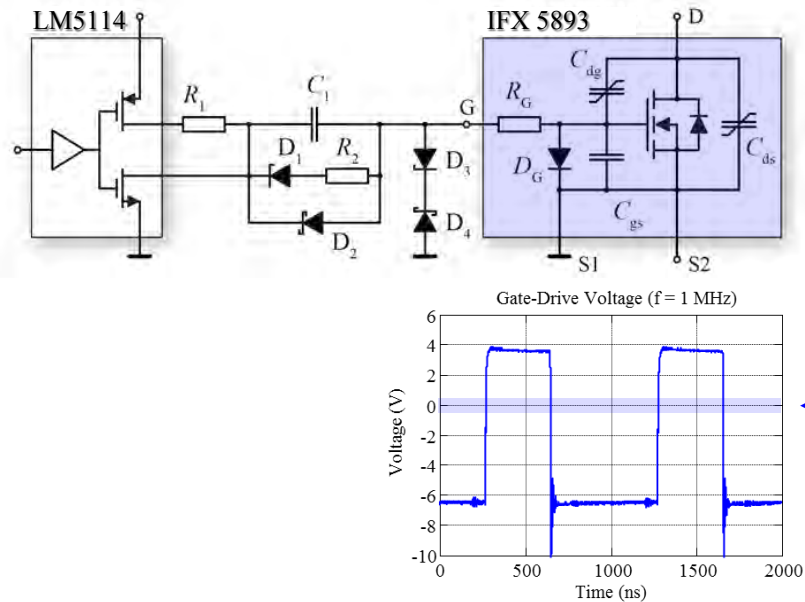 LM5114
IFX 5893
D
C1
R1
Cdg
G
RG
D1
R2
D3
DG
Cds
D2
D4
Cgs
S1
S2
Gate-Drive Voltage (f = 1 MHz)
6
4
2
0
-2
-4
-6
-8
-10
Voltage (V)
0
500
1000
1500
2000
Time (ns)